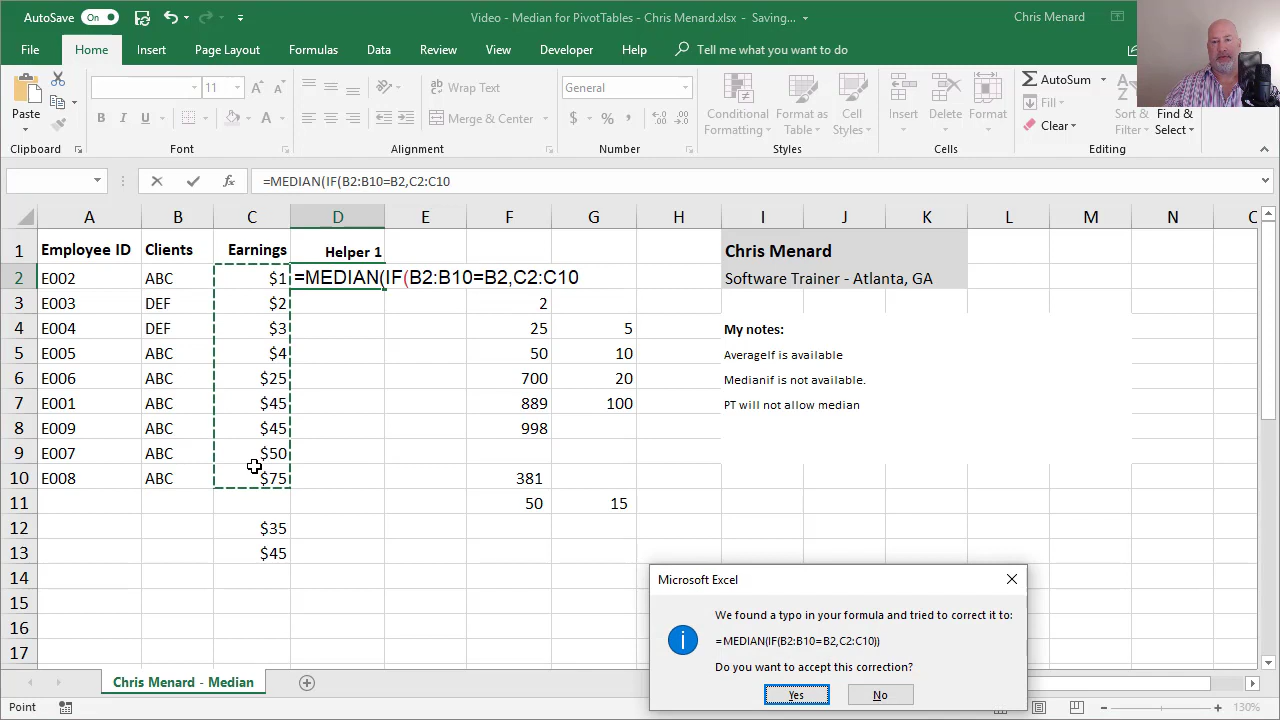 AutoSave On Video - Median for PivotTables - Chris Menard.xlsx - Saving... Chris Menard
File Home Insert Page Layout Formulas Data Review View Developer Help Tell me what you want to do
Paste
Clipboard
11
B I U
Font
Wrap Text
Merge & Center
Alignment
General
$ % ,
Number
Conditional Formatting
Format as Table
Cell Styles
Styles
Insert Delete Format
Cells
AutoSum
Fill
Clear
Sort &
Find & Select
Editing
fx =MEDIAN(IF(B2:B10=B2,C2:C10
A B C D E F G H I J K L M N
1 Employee ID Clients Earnings Helper 1 Chris Menard
2 E002 ABC $1 =MEDIAN(IF(B2:B10=B2,C2:C10 Software Trainer - Atlanta, GA
3 E003 DEF $2 2
4 E004 DEF $3 25 5 My notes:
5 E005 ABC $4 50 10 AverageIf is available
6 E006 ABC $25 700 20 Medianif is not available.
7 E001 ABC $45 889 100 PT will not allow median
8 E009 ABC $45 998
9 E007 ABC $50
10 E008 ABC $75 381
11 50 15
12 $35
13 $45
14
15
16
17
Microsoft Excel
We found a typo in your formula and tried to correct it to:
=MEDIAN(IF(B2:B10=B2,C2:C10))
Do you want to accept this correction?
Yes No
Chris Menard - Median
Point 130%